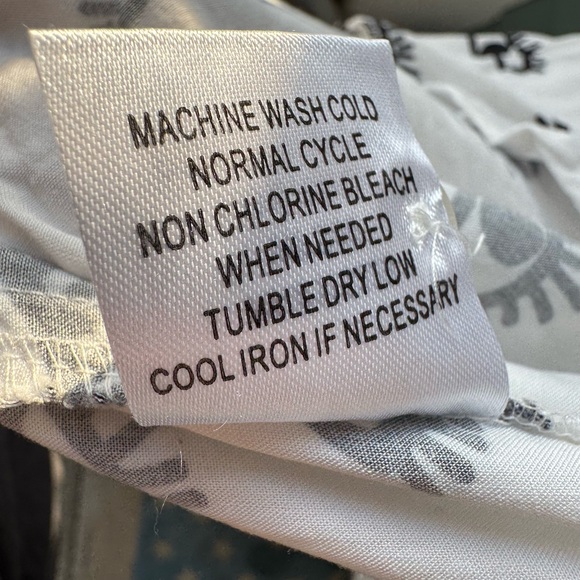 MACHINE WASH COLD
NORMAL CYCLE
NON CHLORINE BLEACH
WHEN NEEDED
TUMBLE DRY LOW
COOL IRON IF NECESSARY